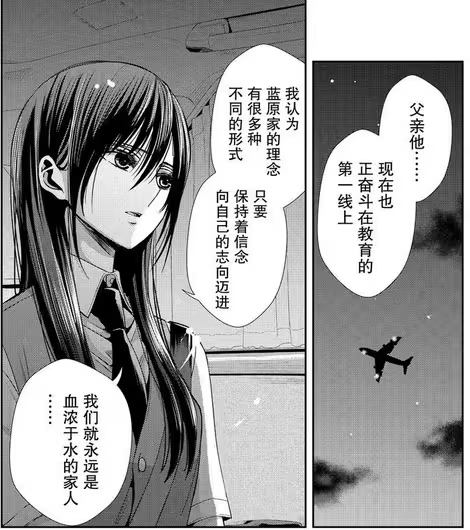 父亲他……
现在也
正奋斗在教育的
第一线上
我认为
蓝原家的理念
有很多种
不同的形式
只要
保持着信念
向自己的志向迈进
我们就永远是
血浓于水的家人
……